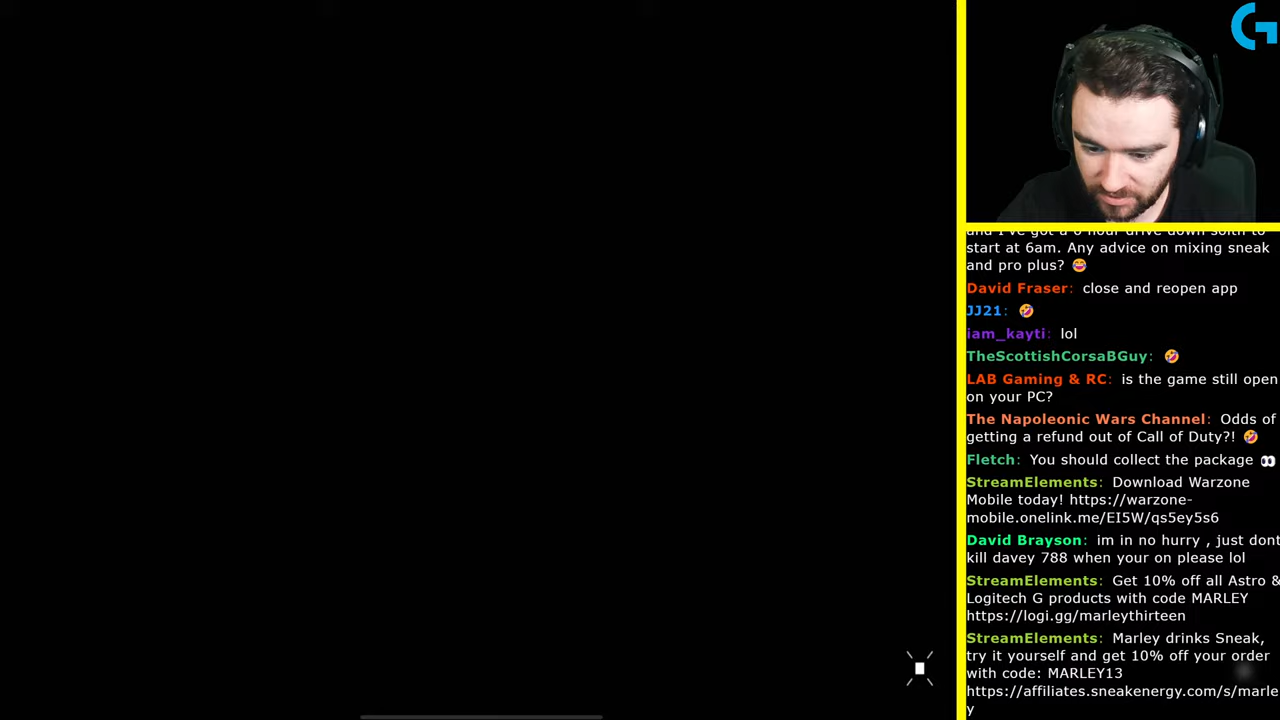 start at 6am. Any advice on mixing sneak
and pro plus? 😂
David Fraser: close and reopen app
JJ21: 🤣
iam_kayti: lol
TheScottishCorsaBGuy: 🤣
LAB Gaming & RC: is the game still open
on your PC?
The Napoleonic Wars Channel: Odds of
getting a refund out of Call of Duty?! 🤣
Fletch: You should collect the package 👀
StreamElements: Download Warzone
Mobile today! https://warzone-
mobile.onelink.me/EI5W/qs5ey5s6
David Brayson: im in no hurry , just dont
kill davey 788 when your on please lol
StreamElements: Get 10% off all Astro &
Logitech G products with code MARLEY
https://logi.gg/marleythirteen
StreamElements: Marley drinks Sneak,
try it yourself and get 10% off your order
with code: MARLEY13
https://affiliates.sneakenergy.com/s/marle
y